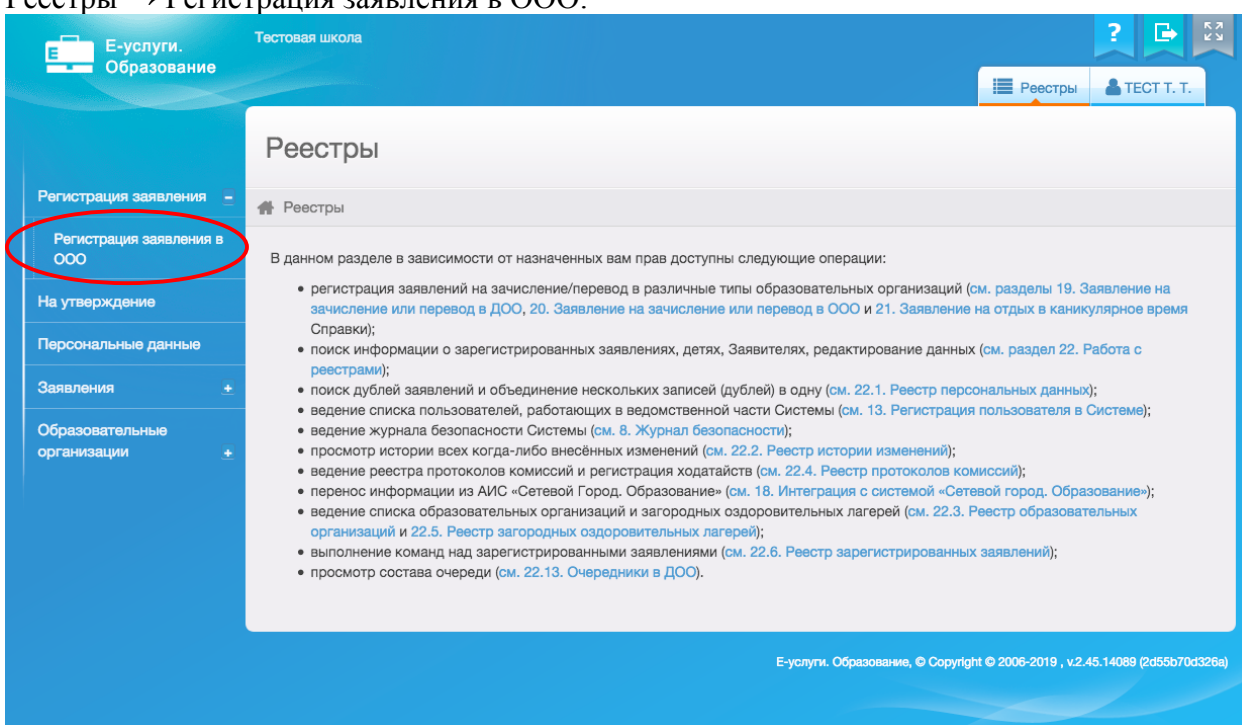 Реестры → Регистрация заявления в ООО:
Е-услуги.
Образование
Тестовая школа
?
Реестры
ТЕСТ Т. Т.
Реестры
Регистрация заявления
Реестры
Регистрация заявления в
ООО
На утверждение
Персональные данные
Заявления
Образовательные
организации
В данном разделе в зависимости от назначенных вам прав доступны следующие операции:
• регистрация заявлений на зачисление/перевод в различные типы образовательных организаций (см. разделы 19. Заявление на
зачисление или перевод в ДОО, 20. Заявление на зачисление или перевод в ООО и 21. Заявление на отдых в каникулярное время
Справки);
• поиск информации о зарегистрированных заявлениях, детях, Заявителях, редактирование данных (см. раздел 22. Работа с
реестрами);
• поиск дублей заявлений и объединение нескольких записей (дублей) в одну (см. 22.1. Реестр персональных данных);
• ведение списка пользователей, работающих в ведомственной части Системы (см. 13. Регистрация пользователя в Системе);
• ведение журнала безопасности Системы (см. 8. Журнал безопасности);
• просмотр истории всех когда-либо внесённых изменений (см. 22.2. Реестр истории изменений);
• ведение реестра протоколов комиссий и регистрация ходатайств (см. 22.4. Реестр протоколов комиссий);
• перенос информации из АИС «Сетевой Город. Образование» (см. 18. Интеграция с системой «Сетевой город. Образование»);
• ведение списка образовательных организаций и загородных оздоровительных лагерей (см. 22.3. Реестр образовательных
организаций и 22.5. Реестр загородных оздоровительных лагерей);
• выполнение команд над зарегистрированными заявлениями (см. 22.6. Реестр зарегистрированных заявлений);
• просмотр состава очереди (см. 22.13. Очередники в ДОО).
Е-услуги. Образование, © Copyright © 2006-2019 , v.2.45.14089 (2d55b70d326a)